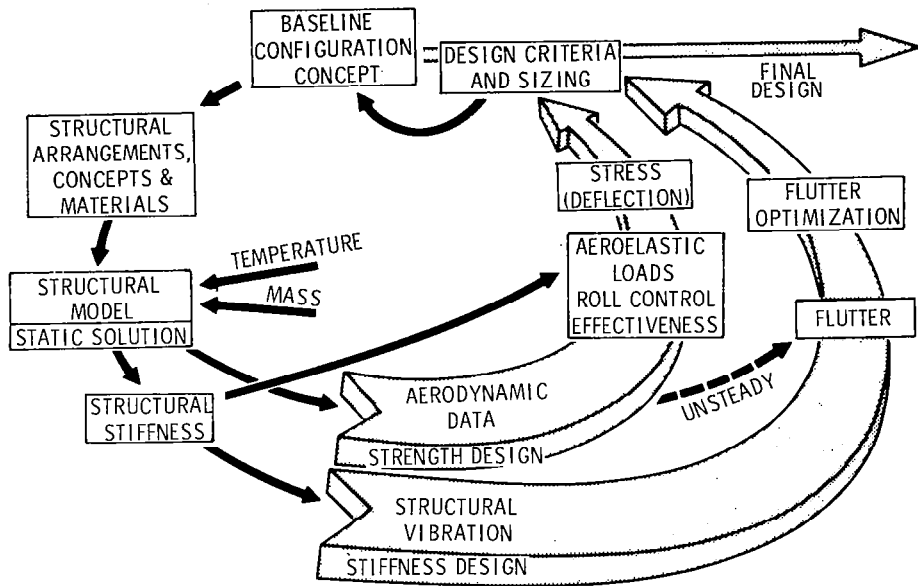 BASELINE
CONFIGURATION
CONCEPT
DESIGN CRITERIA
AND SIZING
FINAL
DESIGN
STRUCTURAL
ARRANGEMENTS,
CONCEPTS &
MATERIALS
STRESS
(DEFLECTION)
FLUTTER
OPTIMIZATION
TEMPERATURE
MASS
STRUCTURAL
MODEL
STATIC SOLUTION
AEROELASTIC
LOADS
ROLL CONTROL
EFFECTIVENESS
FLUTTER
STRUCTURAL
STIFFNESS
AERODYNAMIC
DATA
UNSTEADY
STRENGTH DESIGN
STRUCTURAL
VIBRATION
STIFFNESS DESIGN